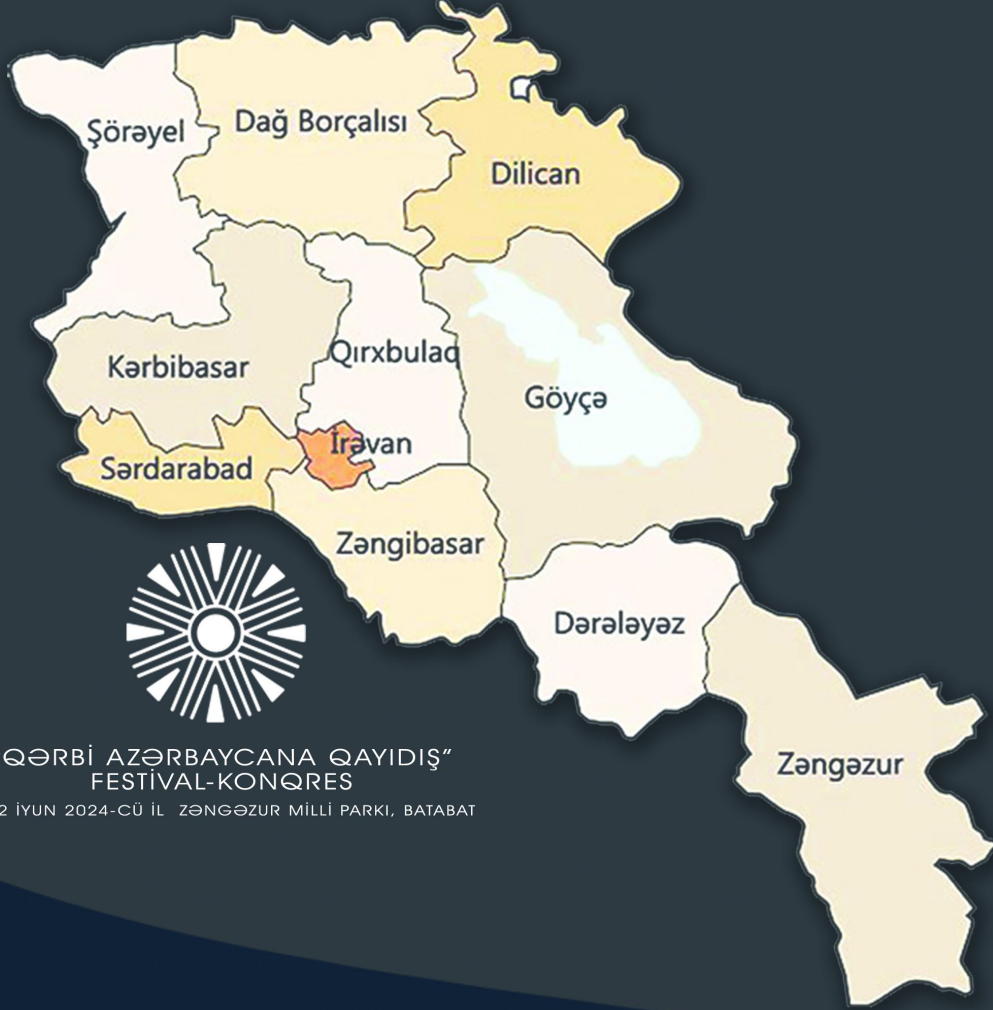 Şörəyel
Dağ Borçalısı
Dilican
Kərbibasar
Qırxbulaq
Göyçə
İrəvan
Sərdarabad
Zəngibasar
Dərələyəz
Zəngəzur
QƏRBİ AZƏRBAYCANA QAYIDIŞ”
FESTİVAL-KONQRES
2 İYUN 2024-CÜ İL ZƏNGƏZUR MİLLİ PARKI, BATABAT